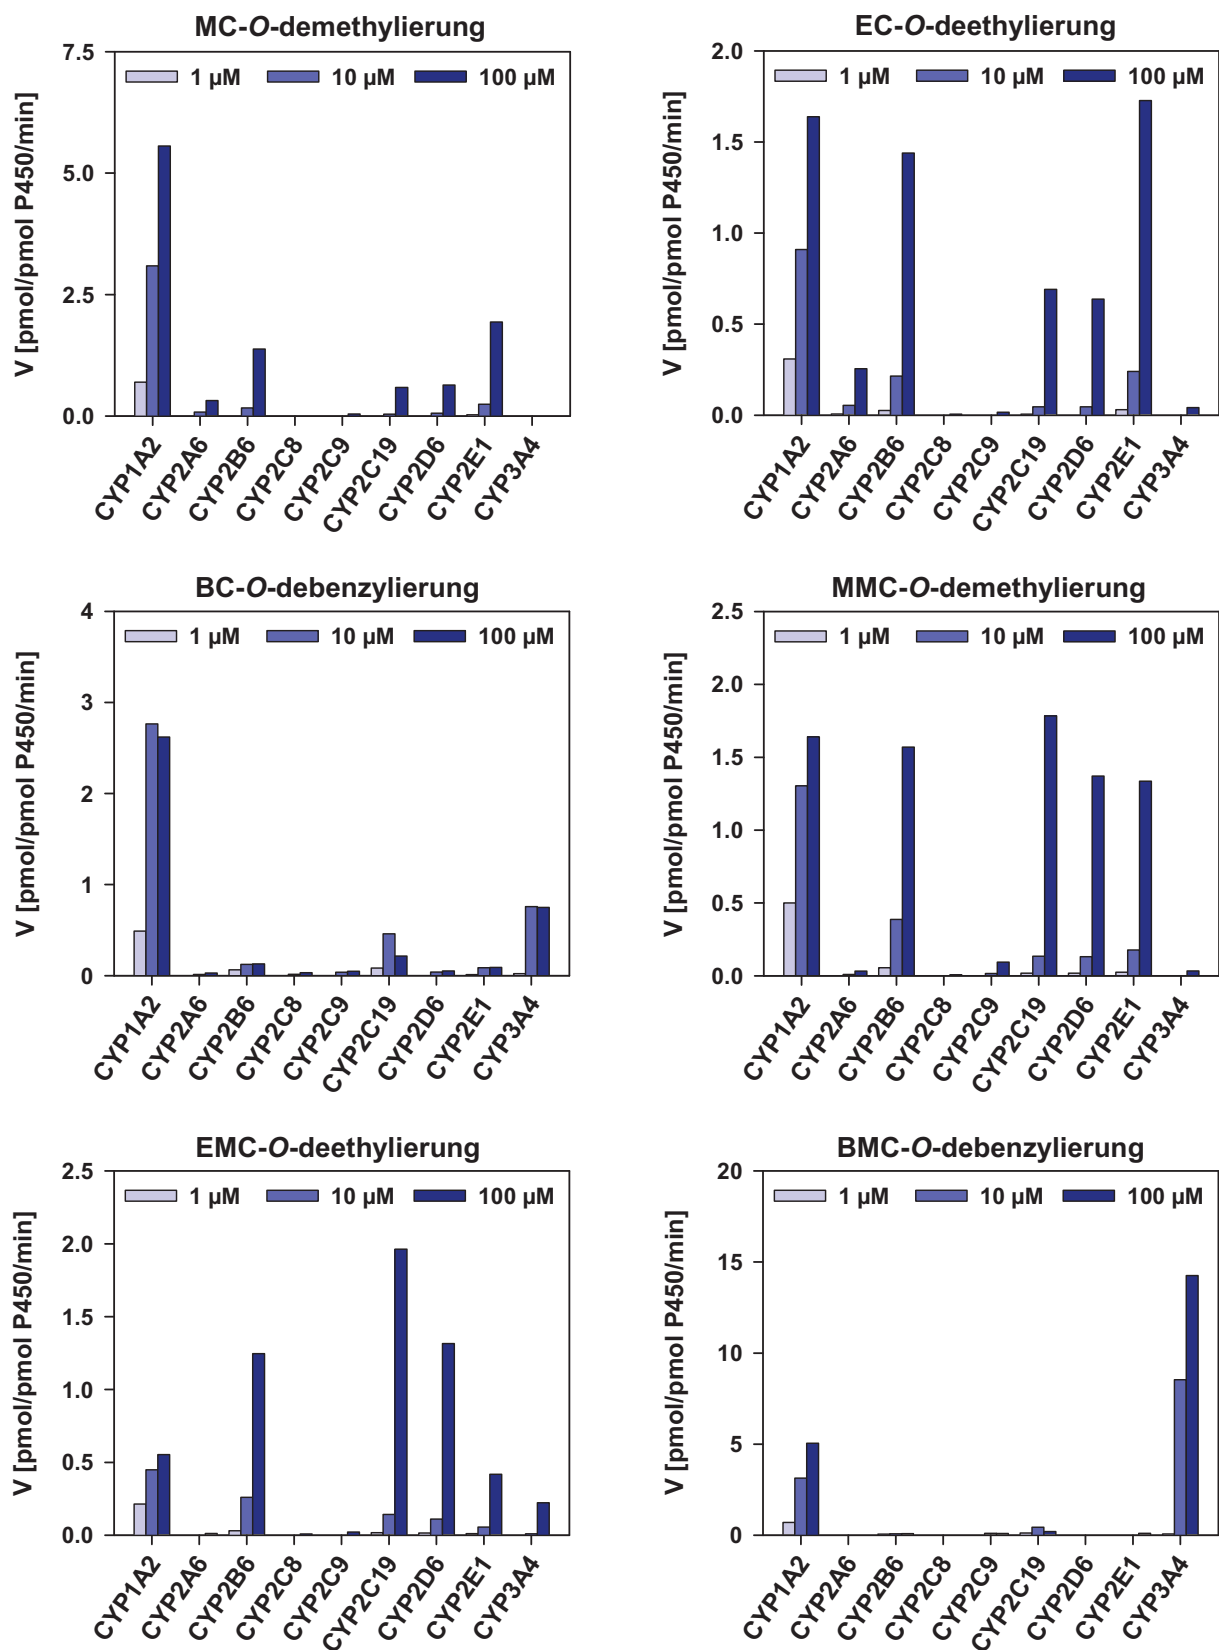 MC-O-demethylierung
7.5
5.0
2.5
0.0
V [pmol/pmol P450/min]
1 µM 10 µM 100 µM
CYP1A2 CYP2A6 CYP2B6 CYP2C8 CYP2C9 CYP2C19 CYP2D6 CYP2E1 CYP3A4
EC-O-deethylierung
2.0
1.5
1.0
0.5
0.0
V [pmol/pmol P450/min]
1 µM 10 µM 100 µM
CYP1A2 CYP2A6 CYP2B6 CYP2C8 CYP2C9 CYP2C19 CYP2D6 CYP2E1 CYP3A4
BC-O-debenzylierung
4
3
2
1
0
V [pmol/pmol P450/min]
1 µM 10 µM 100 µM
CYP1A2 CYP2A6 CYP2B6 CYP2C8 CYP2C9 CYP2C19 CYP2D6 CYP2E1 CYP3A4
MMC-O-demethylierung
2.5
2.0
1.5
1.0
0.5
0.0
V [pmol/pmol P450/min]
1 µM 10 µM 100 µM
CYP1A2 CYP2A6 CYP2B6 CYP2C8 CYP2C9 CYP2C19 CYP2D6 CYP2E1 CYP3A4
EMC-O-deethylierung
2.5
2.0
1.5
1.0
0.5
0.0
V [pmol/pmol P450/min]
1 µM 10 µM 100 µM
CYP1A2 CYP2A6 CYP2B6 CYP2C8 CYP2C9 CYP2C19 CYP2D6 CYP2E1 CYP3A4
BMC-O-debenzylierung
20
15
10
5
0
V [pmol/pmol P450/min]
1 µM 10 µM 100 µM
CYP1A2 CYP2A6 CYP2B6 CYP2C8 CYP2C9 CYP2C19 CYP2D6 CYP2E1 CYP3A4